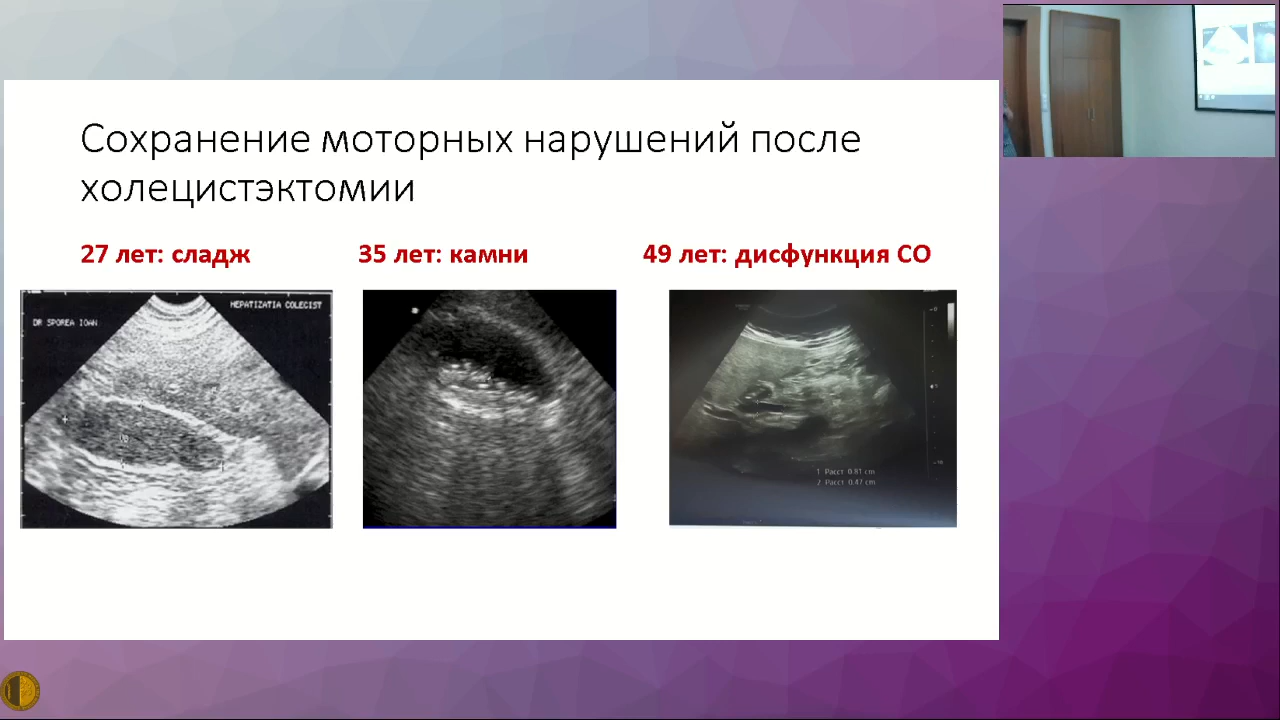 Сохранение моторных нарушений после
холецистэктомии
27 лет: сладж
35 лет: камни
49 лет: дисфункция СО
HEPATIZATIA COLECIST
DR SPOREA IOAN
1 Расст 0.81 cm
2 Расст 0.47 cm